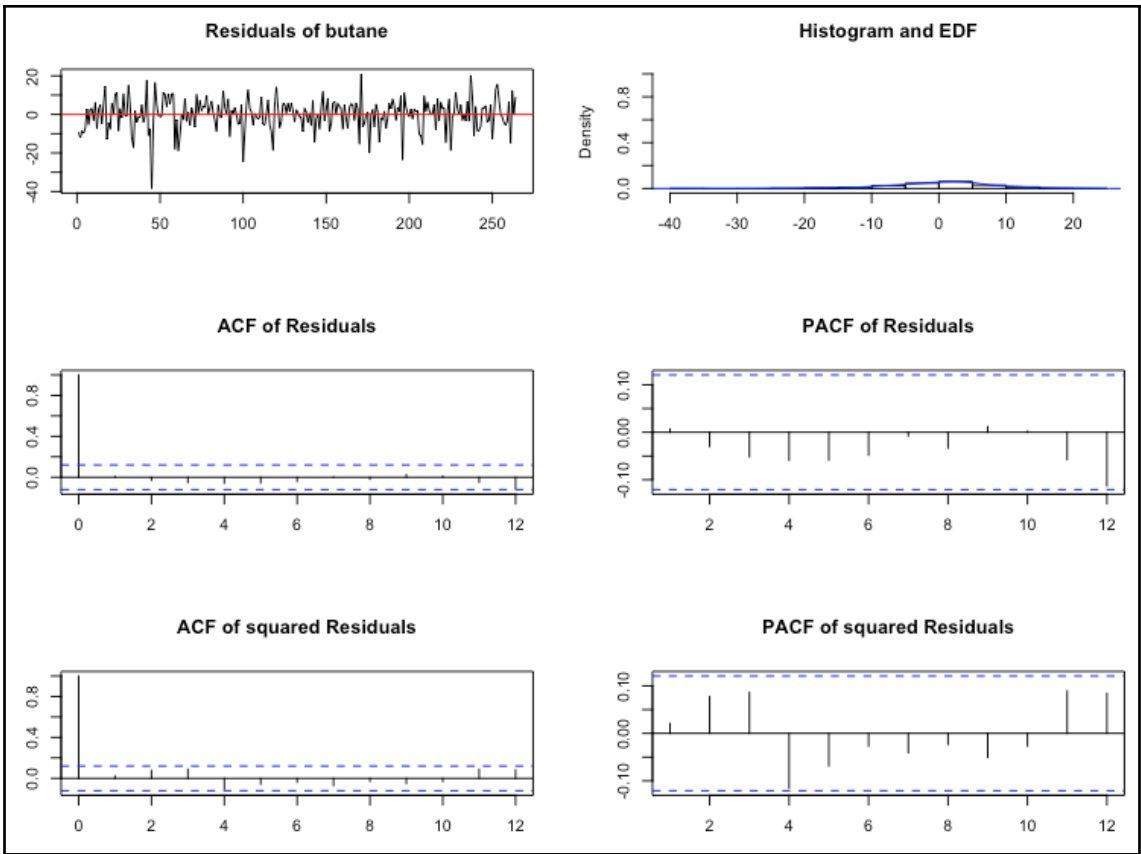 Residuals of butane
20
0
-20
-40
0 50 100 150 200 250
Histogram and EDF
Density
0.8
0.4
0.0
-40 -30 -20 -10 0 10 20
ACF of Residuals
0.8
0.4
0.0
0 2 4 6 8 10 12
PACF of Residuals
0.10
0.00
-0.10
2 4 6 8 10 12
ACF of squared Residuals
0.8
0.4
0.0
0 2 4 6 8 10 12
PACF of squared Residuals
0.10
0.00
-0.10
2 4 6 8 10 12